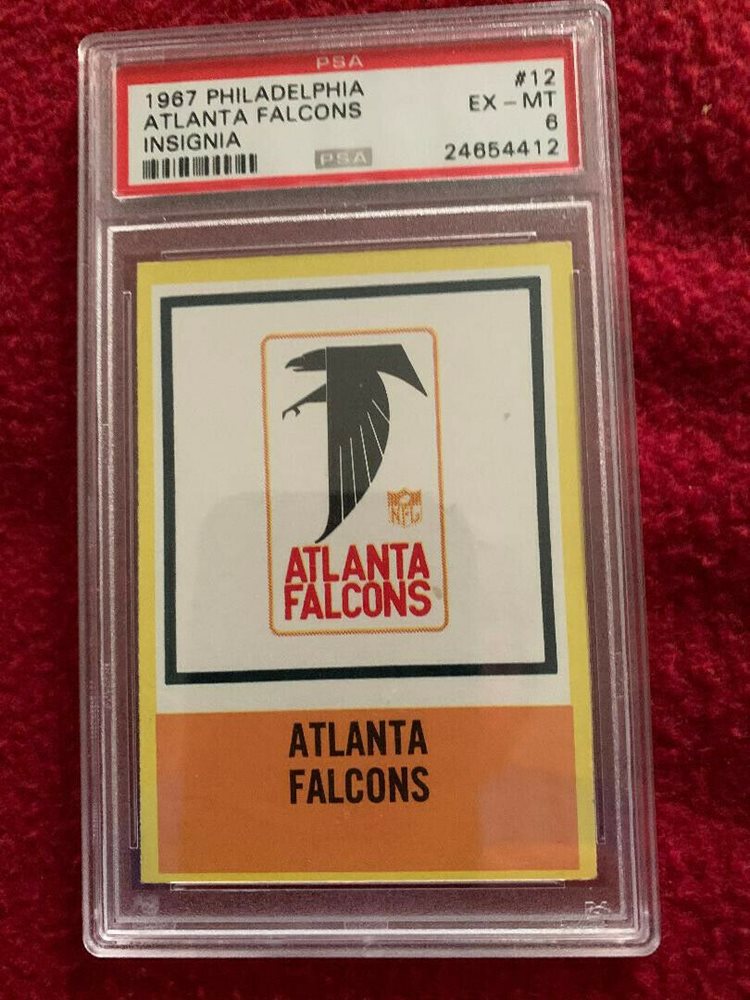 PSA
1967 PHILADELPHIA #12
ATLANTA FALCONS EX - MT
INSIGNIA 6
PSA 24654412
NFL
ATLANTA
FALCONS
ATLANTA
FALCONS